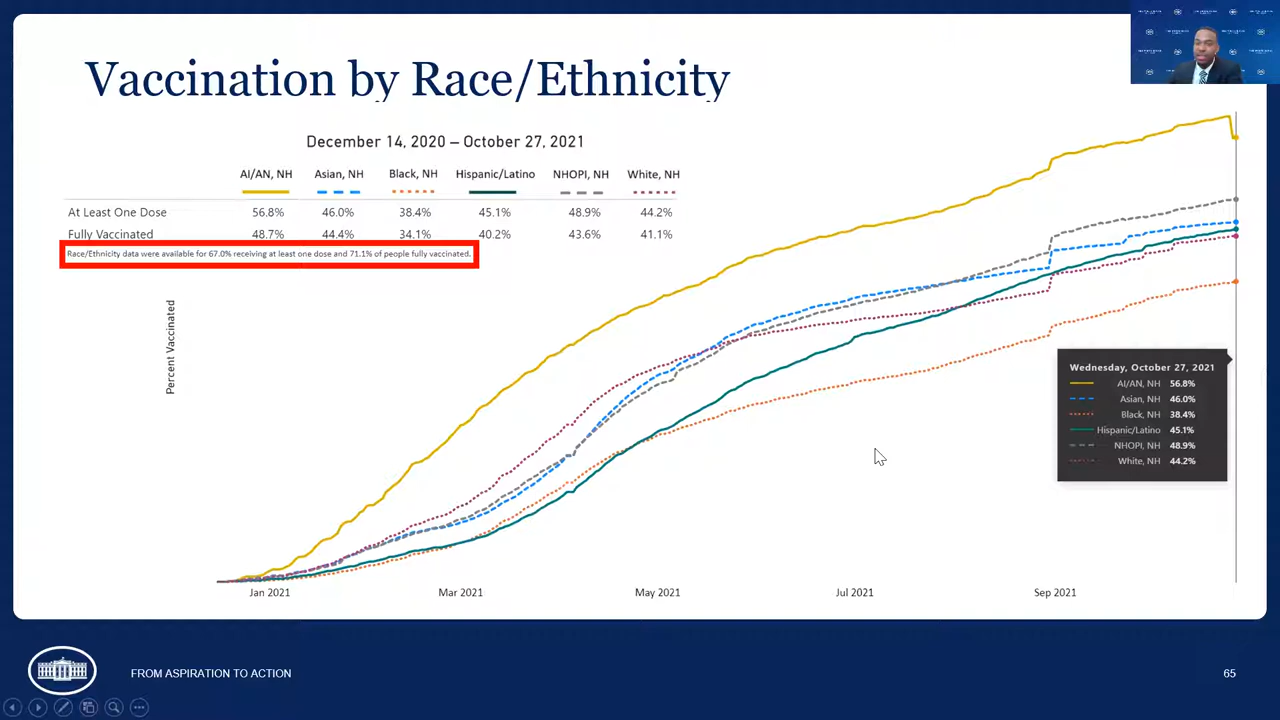 Vaccination by Race/Ethnicity
December 14, 2020 – October 27, 2021
AI/AN, NH Asian, NH Black, NH Hispanic/Latino NHOPI, NH White, NH
At Least One Dose 56.8% 46.0% 38.4% 45.1% 48.9% 44.2%
Fully Vaccinated 48.7% 44.4% 34.1% 40.2% 43.6% 41.1%
Race/Ethnicity data were available for 67.0% receiving at least one dose and 71.1% of people fully vaccinated.
Percent Vaccinated
Wednesday, October 27, 2021
AI/AN, NH 56.8%
Asian, NH 46.0%
Black, NH 38.4%
Hispanic/Latino 45.1%
NHOPI, NH 48.9%
White, NH 44.2%
Jan 2021 Mar 2021 May 2021 Jul 2021 Sep 2021
FROM ASPIRATION TO ACTION
65